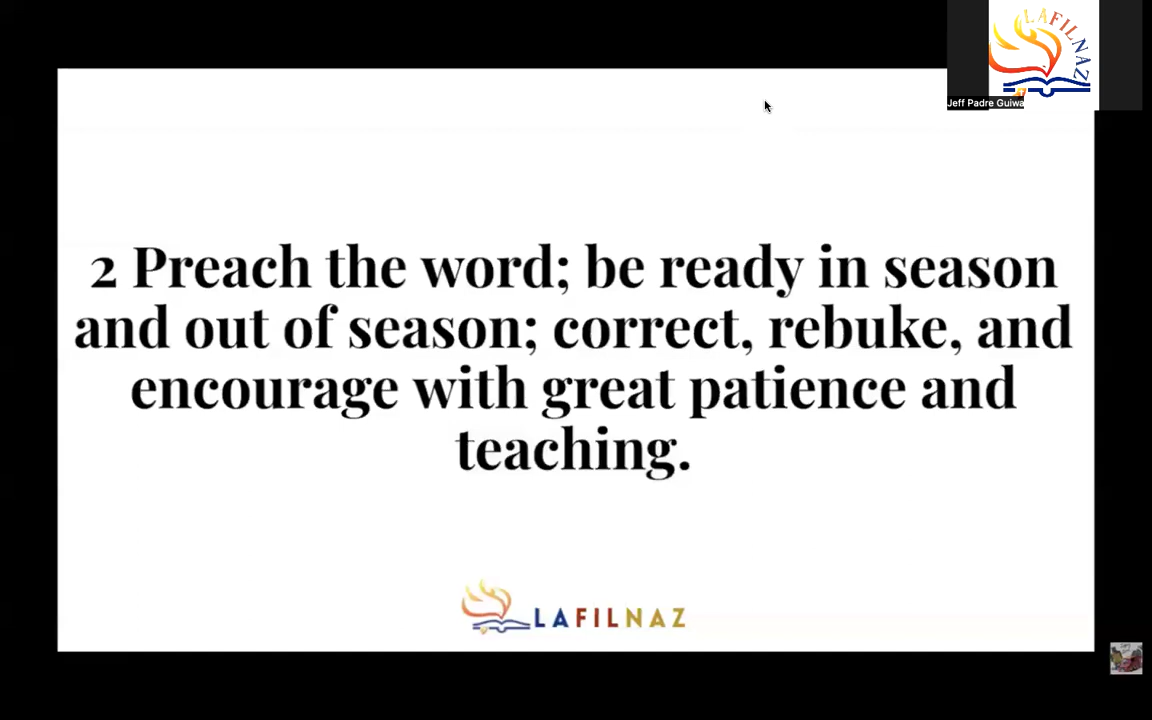 LAFILNAZ
Jeff Padre Guiwa
2 Preach the word; be ready in season
and out of season; correct, rebuke, and
encourage with great patience and
teaching.
LAFILNAZ